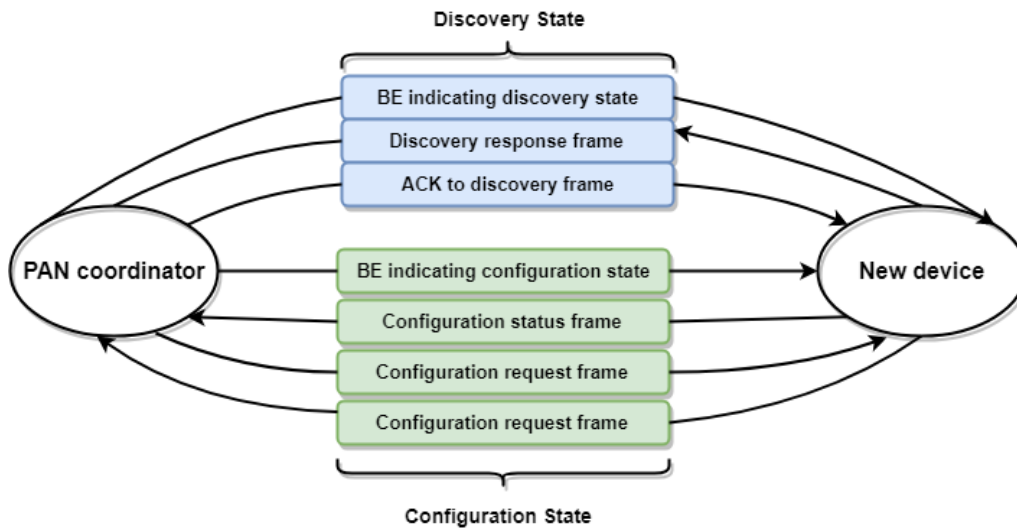 Discovery State
BE indicating discovery state
Discovery response frame
ACK to discovery frame
PAN coordinator
New device
BE indicating configuration state
Configuration status frame
Configuration request frame
Configuration request frame
Configuration State